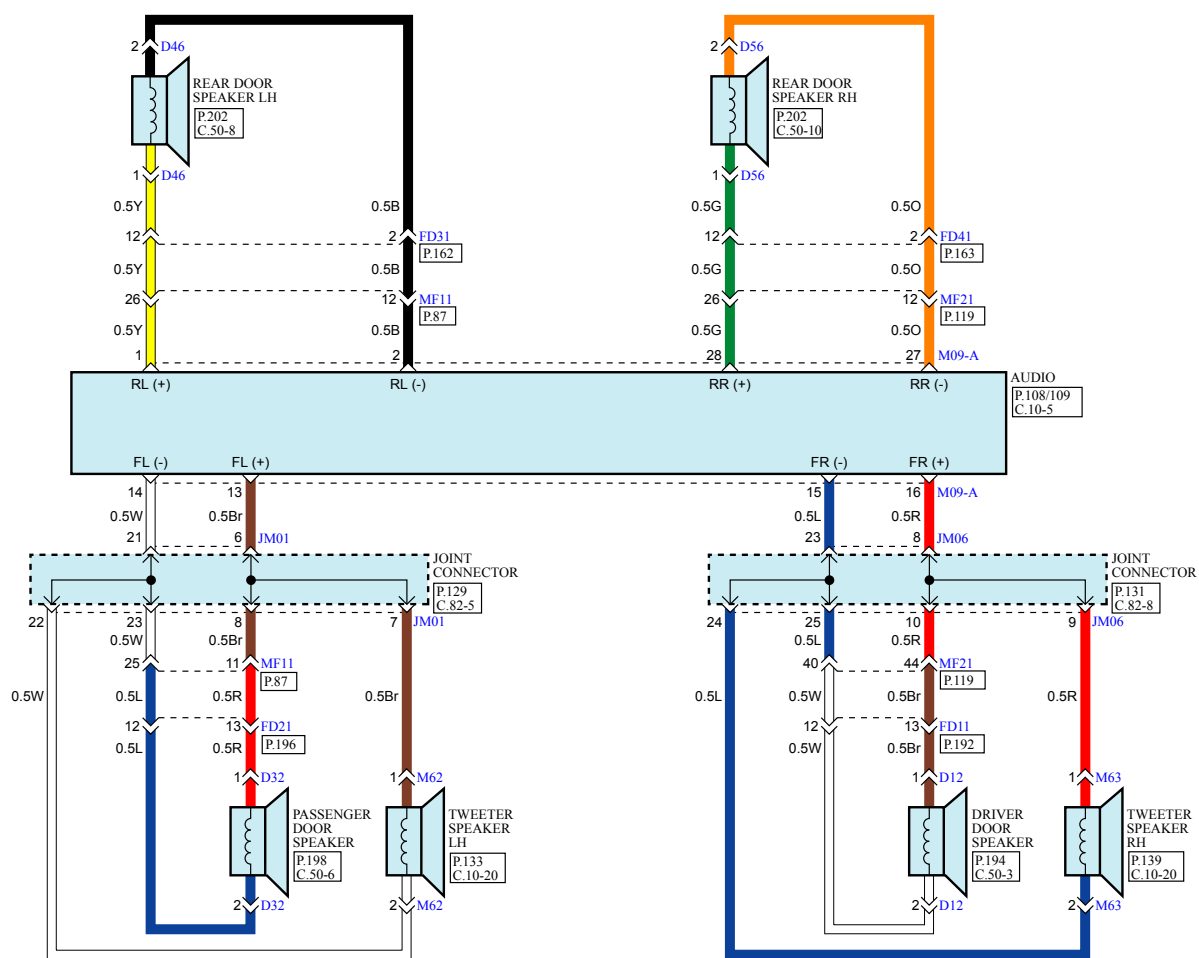 2 D46
2 D56
REAR DOOR
SPEAKER LH
P.202
C.50-8
REAR DOOR
SPEAKER RH
P.202
C.50-10
1 D46
1 D56
0.5Y 0.5B 0.5G 0.5O
12 2 FD31 12 2 FD41
P.162 P.163
0.5Y 0.5B 0.5G 0.5O
26 12 MF11 26 12 MF21
P.87 P.119
0.5Y 0.5B 0.5G 0.5O
1 2 28 27 M09-A
RL (+) RL (-) RR (+) RR (-)
AUDIO
P.108/109
C.10-5
FL (-) FL (+) FR (-) FR (+)
14 13 15 16 M09-A
0.5W 0.5Br 0.5L 0.5R
21 6 JM01 23 8 JM06
JOINT
CONNECTOR
P.129
C.82-5
JOINT
CONNECTOR
P.131
C.82-8
22 23 8 7 JM01 24 25 10 9 JM06
0.5W 0.5Br 0.5L 0.5R
25 11 MF11 40 44 MF21
P.87 P.119
0.5W 0.5L 0.5R 0.5Br 0.5L 0.5W 0.5Br 0.5R
12 13 FD21 12 13 FD11
P.196 P.192
0.5L 0.5R 0.5W 0.5Br
1 D32 1 M62 1 D12 1 M63
PASSENGER
DOOR
SPEAKER
P.198
C.50-6
TWEETER
SPEAKER
LH
P.133
C.10-20
DRIVER
DOOR
SPEAKER
P.194
C.50-3
TWEETER
SPEAKER
RH
P.139
C.10-20
2 D32 2 M62 2 D12 2 M63